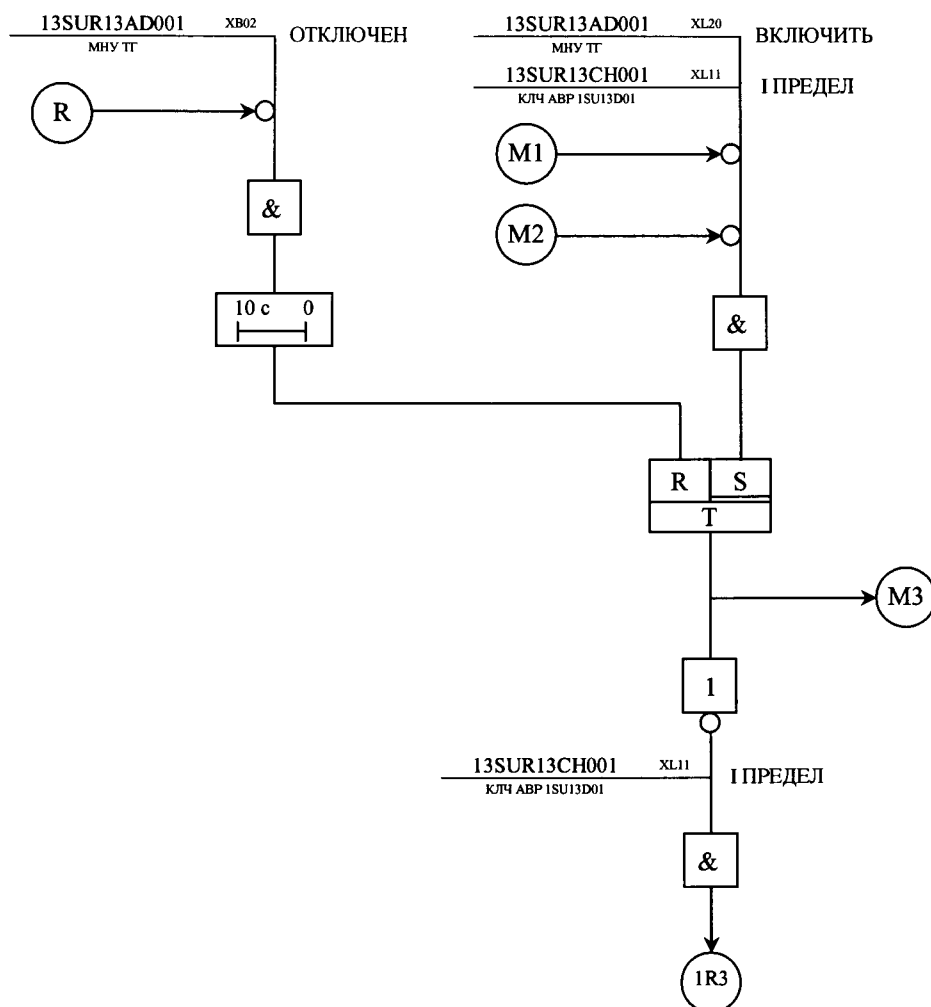 13SUR13AD001 XB02 ОТКЛЮЧЕН
МНУ ТГ
13SUR13AD001 XL20 ВКЛЮЧИТЬ
МНУ ТГ
13SUR13CH001 XL11 I ПРЕДЕЛ
КЛЧ АВР 1SU13D01
R
M1
&
M2
10 с 0
&
R S
T
M3
1
13SUR13CH001 XL11 I ПРЕДЕЛ
КЛЧ АВР 1SU13D01
&
1R3